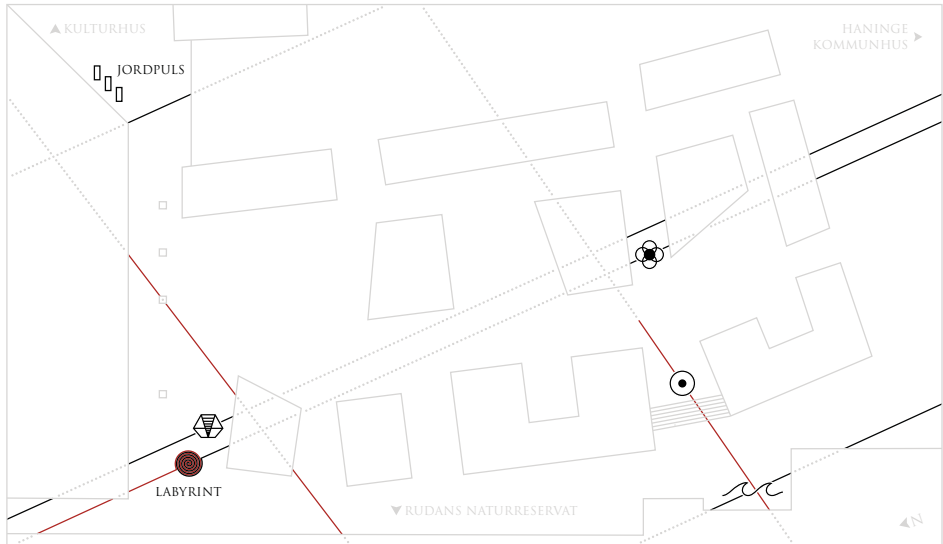 KULTURHUS
HANINGE
KOMMUNHUS
JORDPULS
LABYRINT
RUDANS NATURRESERVAT
N